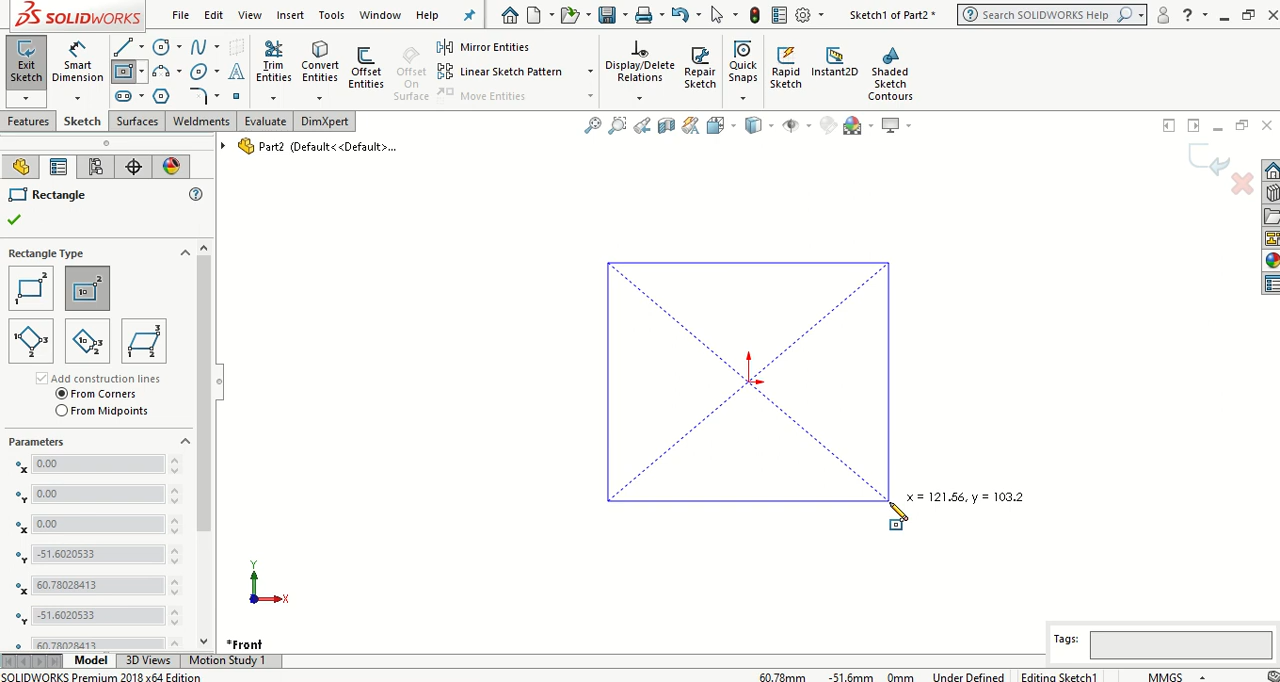 SOLIDWORKS File Edit View Insert Tools Window Help Sketch1 of Part2 * Search SOLIDWORKS Help ?
Exit Sketch
Smart Dimension
Trim Entities
Convert Entities
Offset Entities
Offset On Surface
Mirror Entities
Linear Sketch Pattern
Move Entities
Display/Delete Relations
Repair Sketch
Quick Snaps
Rapid Sketch
Instant2D
Shaded Sketch Contours
Features Sketch Surfaces Weldments Evaluate DimXpert
Part2 (Default<<Default>...
Rectangle
Rectangle Type
Add construction lines
From Corners
From Midpoints
Parameters
0.00
0.00
0.00
-51.6020533
60.78028413
-51.6020533
60.78028413
x = 121.56, y = 103.2
Y
X
*Front
Tags:
Model 3D Views Motion Study 1
SOLIDWORKS Premium 2018 x64 Edition 60.78mm -51.6mm 0mm Under Defined Editing Sketch1 MMGS